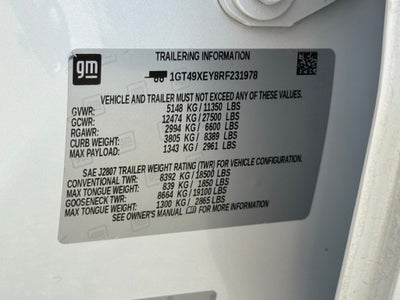 gm
TRAILERING INFORMATION
1GT49XEY8RF231978
VEHICLE AND TRAILER MUST NOT EXCEED ANY OF THESE VALUES.
GVWR: 5148 KG / 11350 LBS
GCWR: 12474 KG / 27500 LBS
RGAWR: 2994 KG / 6600 LBS
CURB WEIGHT: 3805 KG / 8389 LBS
MAX PAYLOAD: 1343 KG / 2961 LBS
SAE J2807 TRAILER WEIGHT RATING (TWR) FOR VEHICLE CONFIGURATION.
CONVENTIONAL TWR: 8392 KG / 18500 LBS
MAX TONGUE WEIGHT: 839 KG / 1850 LBS
GOOSENECK TWR: 8664 KG / 19100 LBS
MAX TONGUE WEIGHT: 1300 KG / 2865 LBS
SEE OWNER'S MANUAL FOR MORE INFORMATION